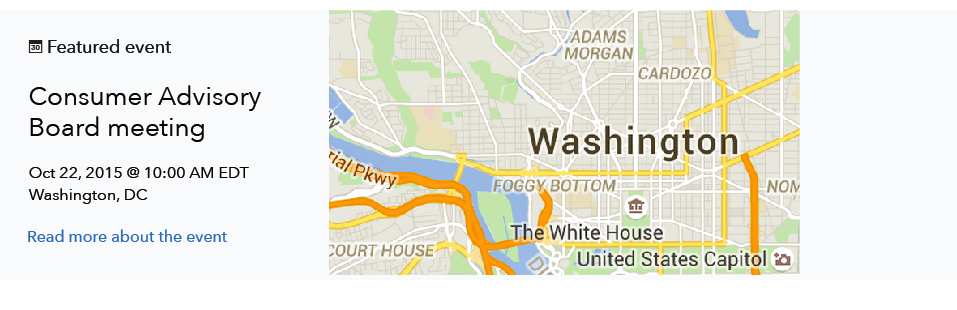 30 Featured event
Consumer Advisory
Board meeting
Oct 22, 2015 @ 10:00 AM EDT
Washington, DC
Read more about the event
ADAMS
MORGAN
CARDOZO
Washington
rial Pkwy
FOGGY BOTTOM
NOM
The White House
COURT HOUSE
United States Capitol